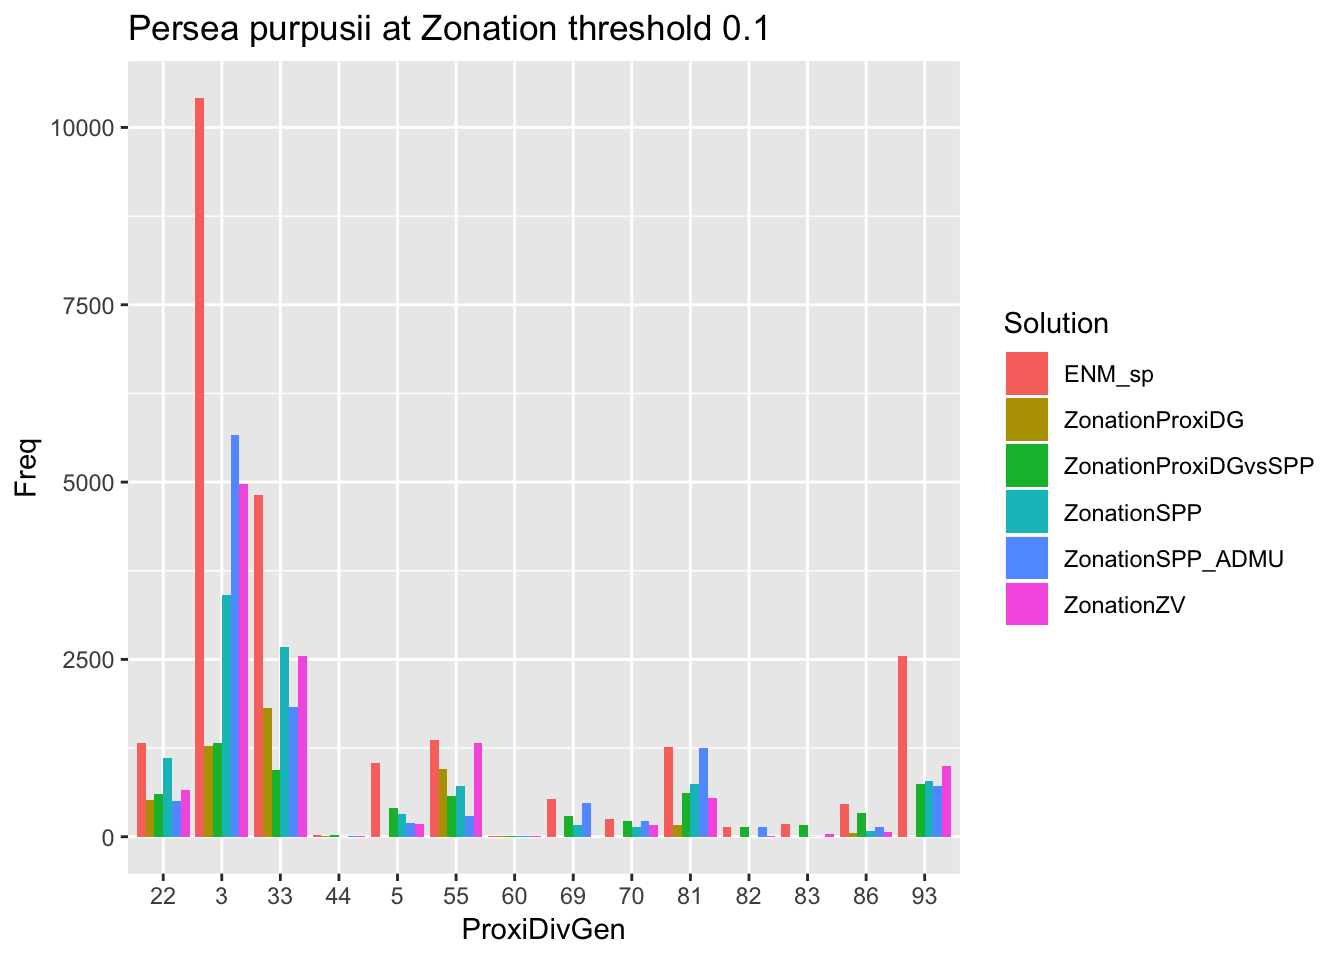 Persea purpusii at Zonation threshold 0.1
10000
7500
5000
2500
0
Freq
22 3 33 44 5 55 60 69 70 81 82 83 86 93
ProxiDivGen
Solution
ENM_sp
ZonationProxiDG
ZonationProxiDGvsSPP
ZonationSPP
ZonationSPP_ADMU
ZonationZV